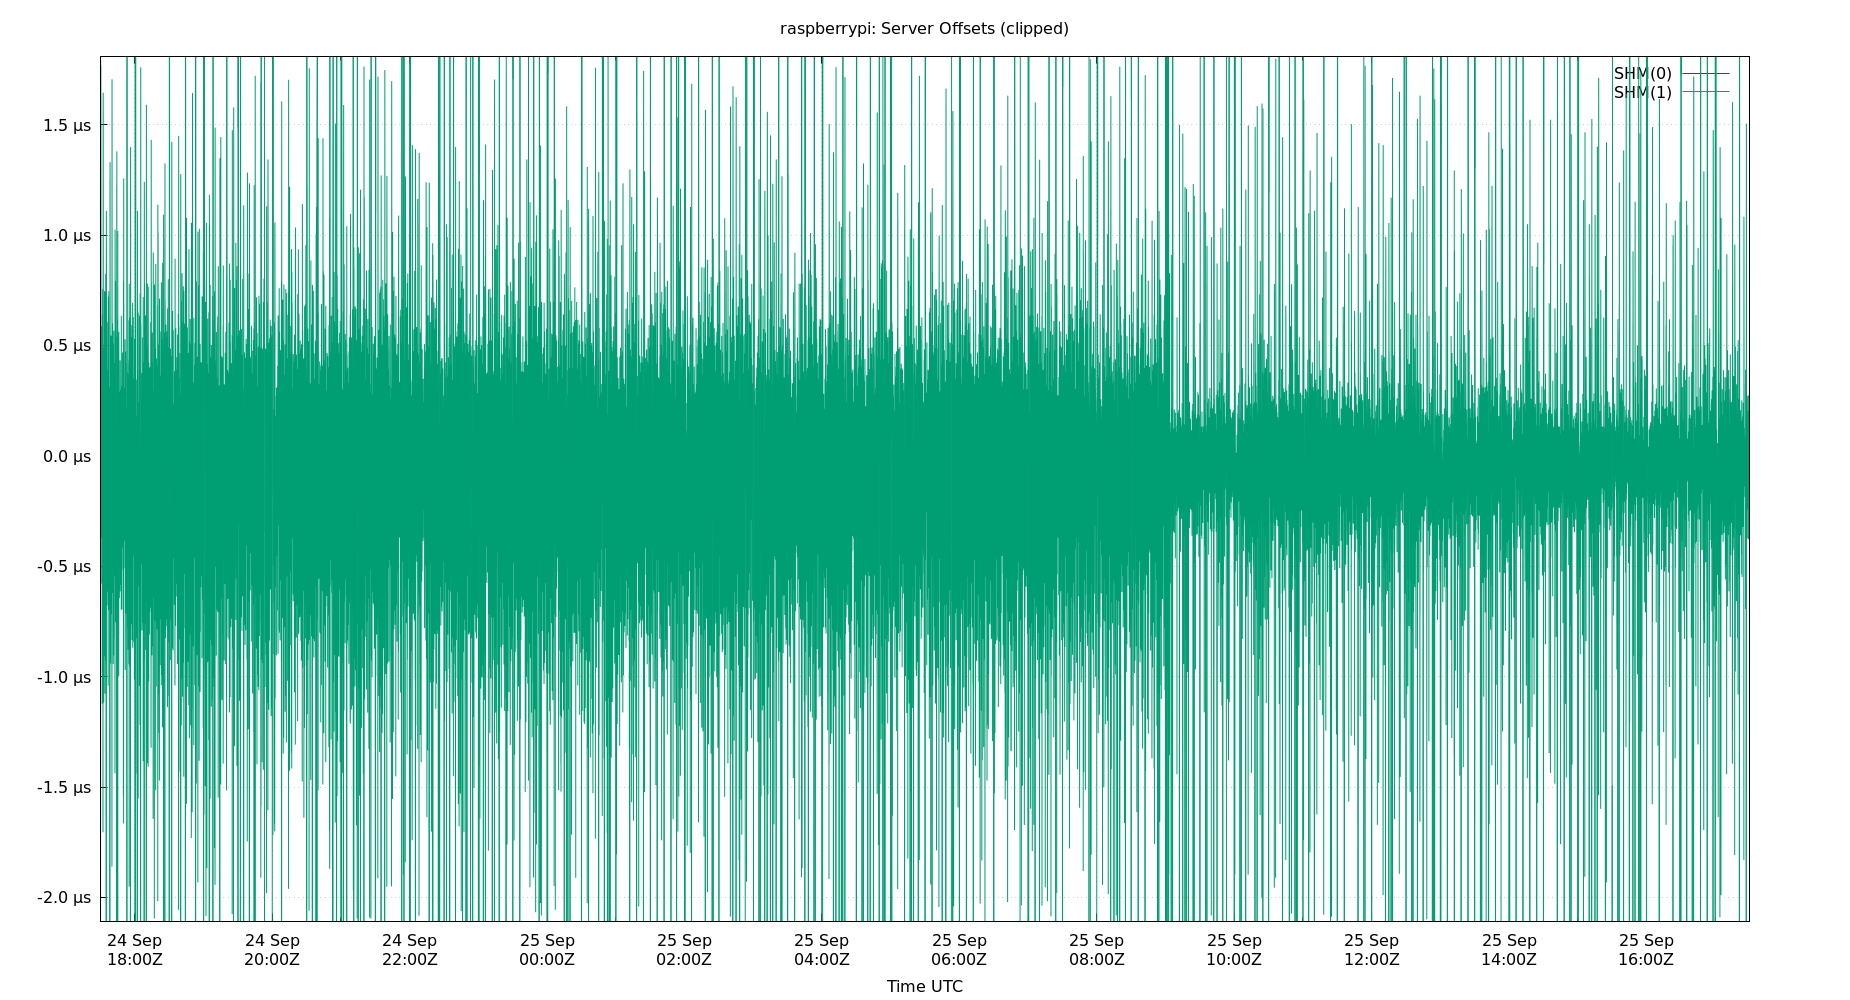 raspberrypi: Server Offsets (clipped)
SHM(0)
SHM(1)
1.5 µs
1.0 µs
0.5 µs
0.0 µs
-0.5 µs
-1.0 µs
-1.5 µs
-2.0 µs
24 Sep 24 Sep 24 Sep 25 Sep 25 Sep 25 Sep 25 Sep 25 Sep 25 Sep 25 Sep 25 Sep 25 Sep
18:00Z 20:00Z 22:00Z 00:00Z 02:00Z 04:00Z 06:00Z 08:00Z 10:00Z 12:00Z 14:00Z 16:00Z
Time UTC